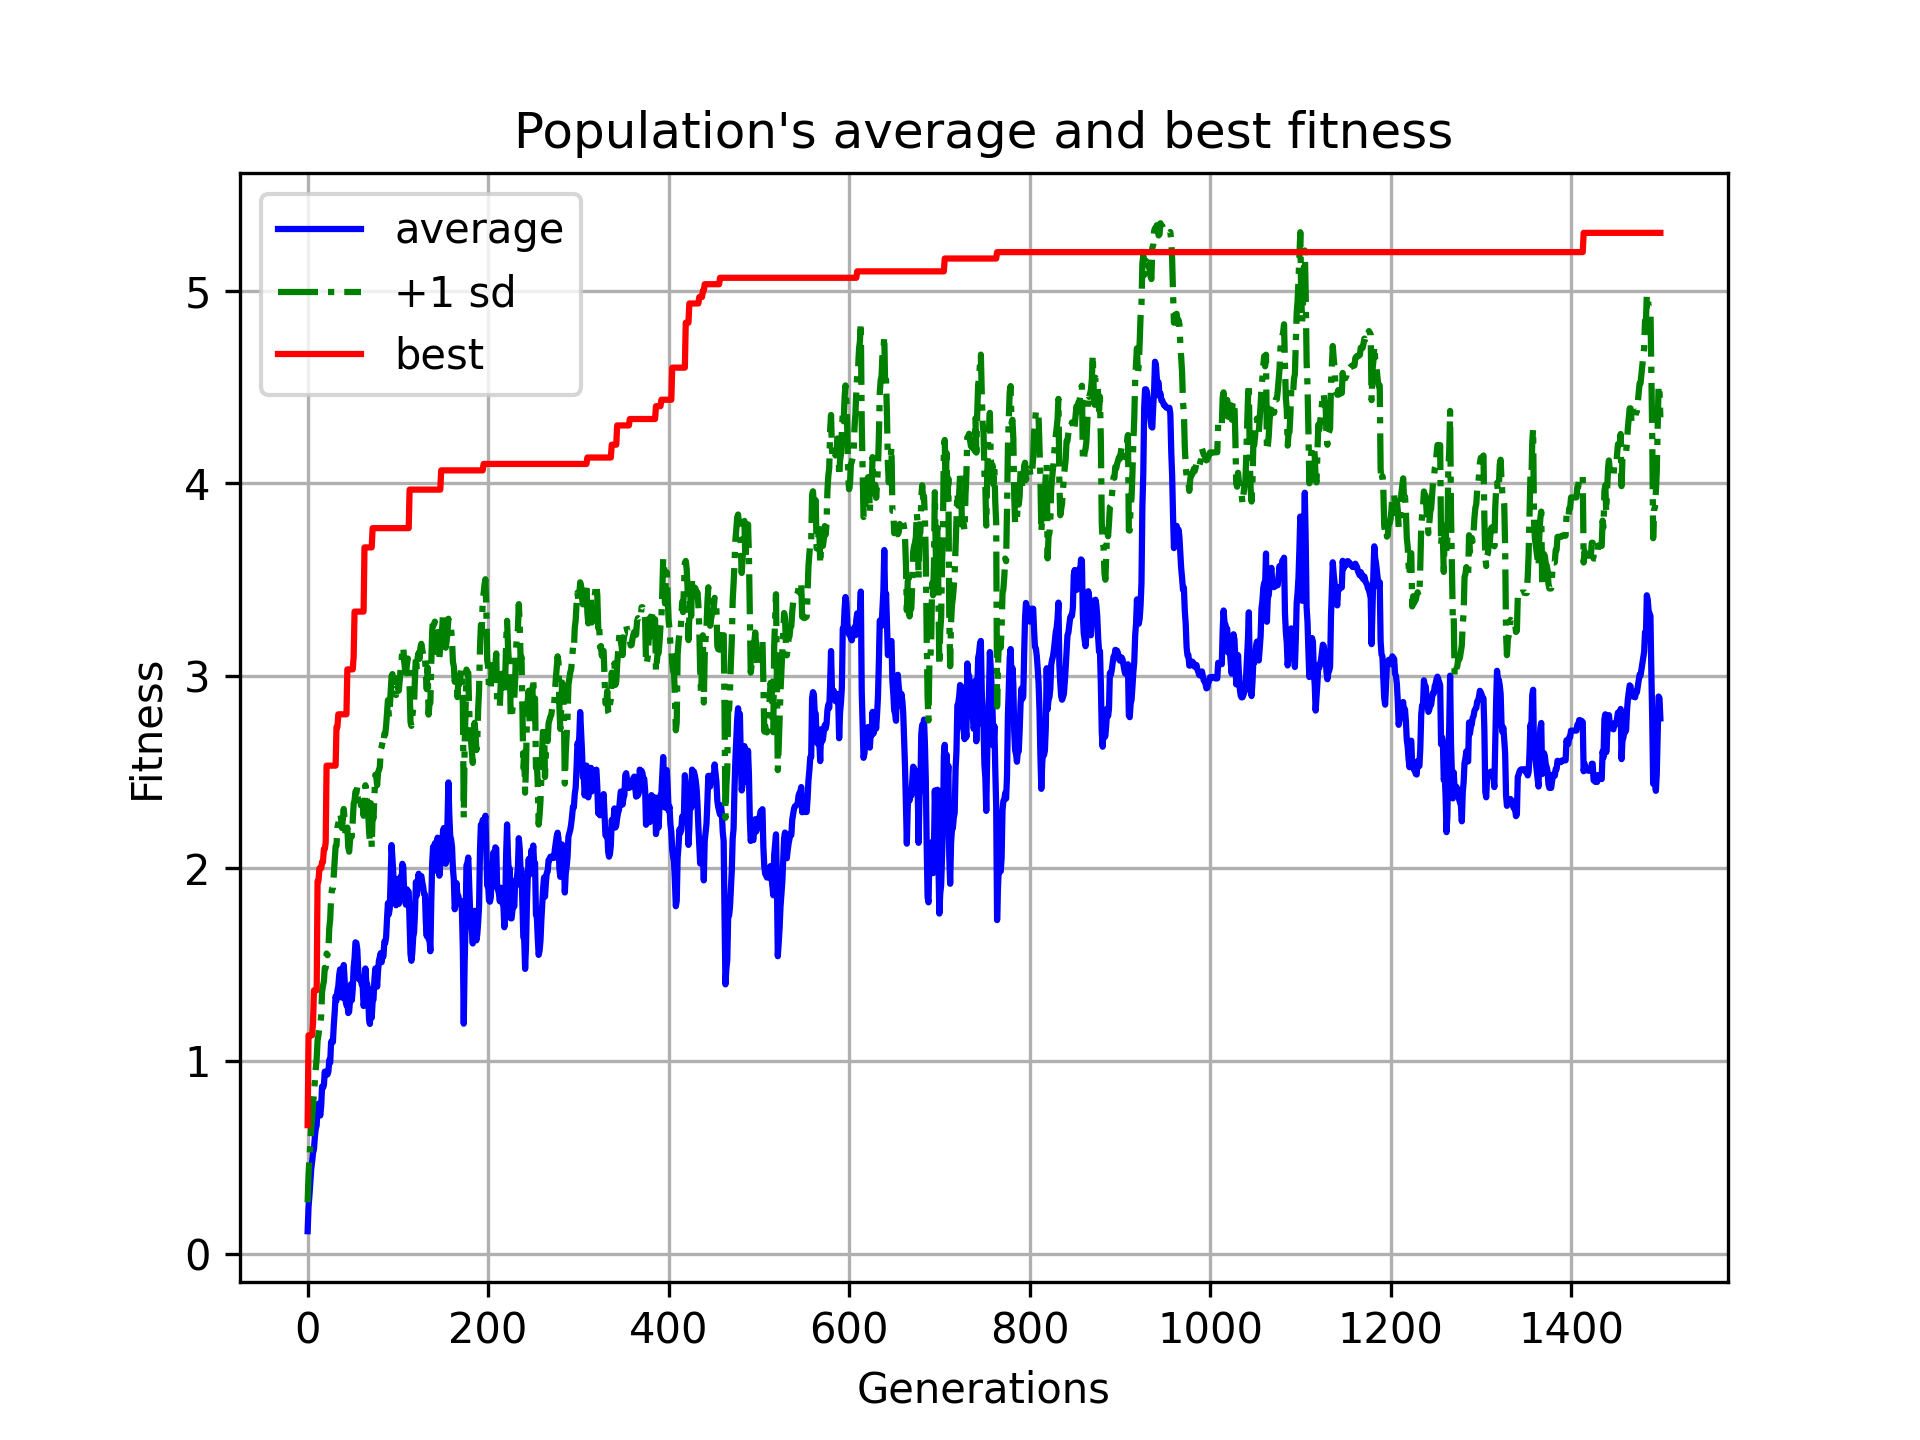 Population's average and best fitness
average
+1 sd
best
Fitness
5
4
3
2
1
0
0 200 400 600 800 1000 1200 1400
Generations